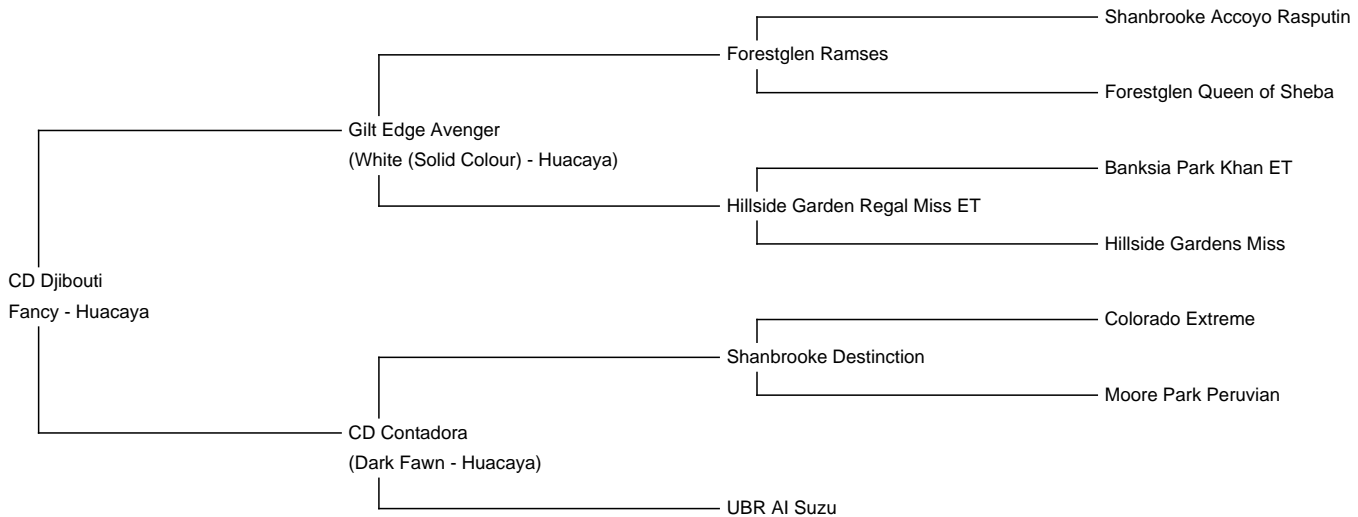 Shanbrooke Accoyo Rasputin
Forestglen Ramses
Forestglen Queen of Sheba
Gilt Edge Avenger
(White (Solid Colour) - Huacaya)
Banksia Park Khan ET
Hillside Garden Regal Miss ET
Hillside Gardens Miss
CD Djibouti
Fancy - Huacaya
Colorado Extreme
Shanbrooke Destinction
Moore Park Peruvian
CD Contadora
(Dark Fawn - Huacaya)
UBR AI Suzu